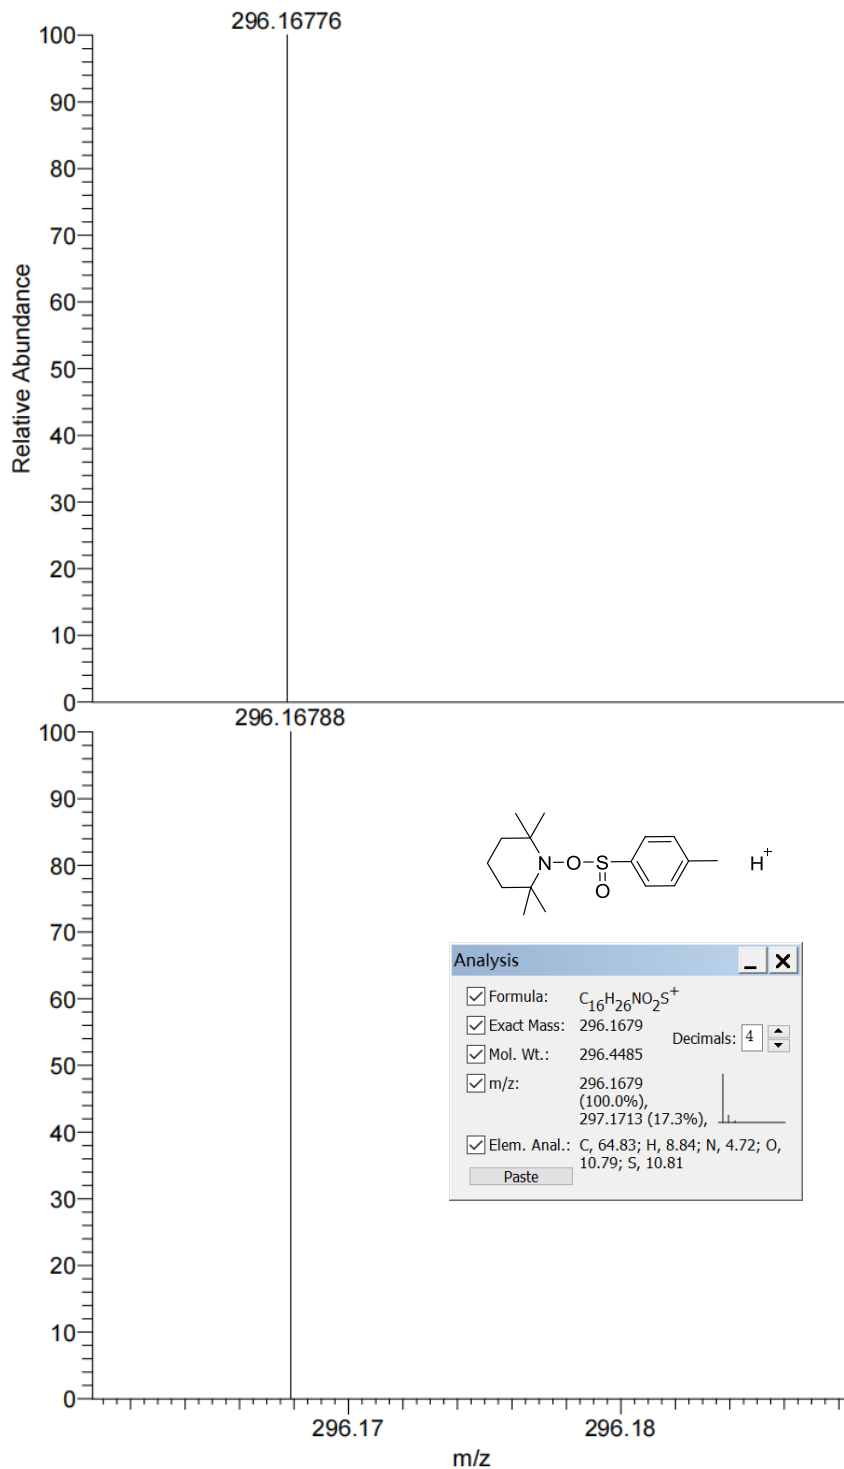 296.16776
100
90
80
70
60
50
40
30
20
10
0
Relative Abundance
296.16788
100
90
80
70
60
50
40
30
20
10
0
N
O
S
O
H+
Analysis
Formula: C16H26NO2S+
Exact Mass: 296.1679
Decimals: 4
Mol. Wt.: 296.4485
m/z: 296.1679
(100.0%),
297.1713 (17.3%),
Elem. Anal.: C, 64.83; H, 8.84; N, 4.72; O,
10.79; S, 10.81
Paste
296.17 296.18
m/z